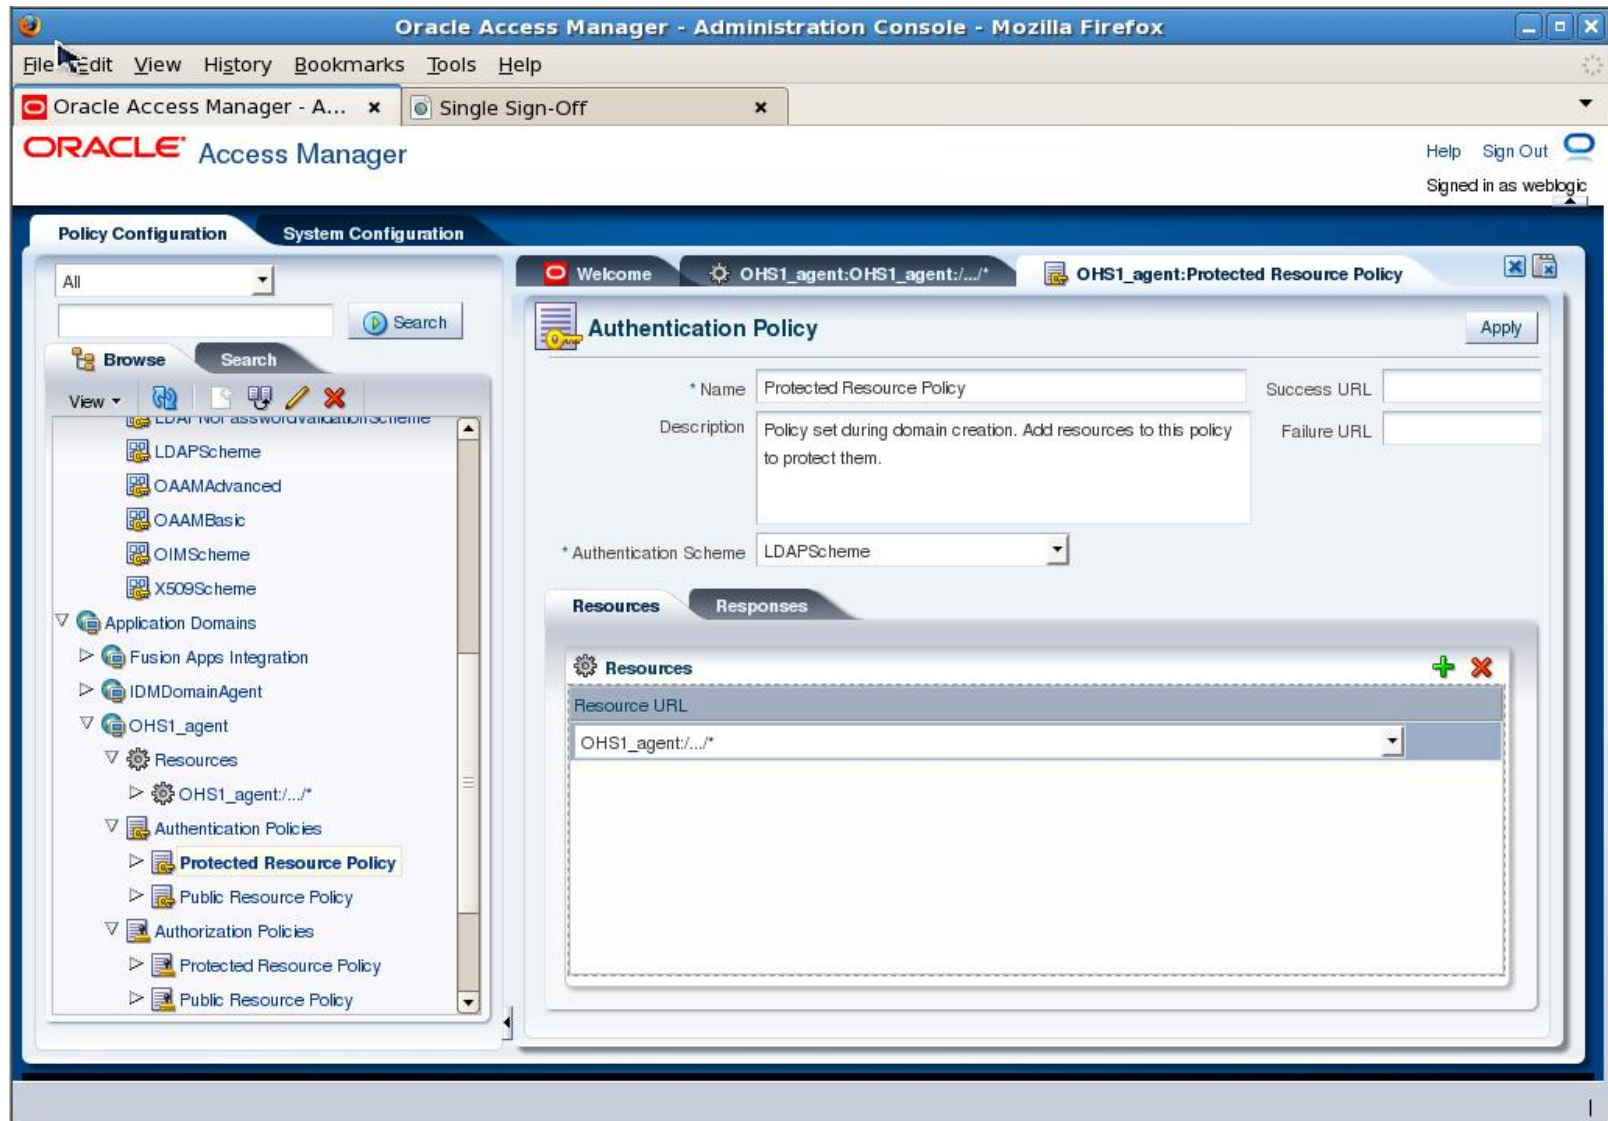 Oracle Access Manager - Administration Console - Mozilla Firefox
File Edit View History Bookmarks Tools Help
Oracle Access Manager - A... Single Sign-Off
ORACLE Access Manager
Help Sign Out
Signed in as weblogic
Policy Configuration System Configuration
All
Search
Browse Search
View
LDAPNoPasswordValidationScheme
LDAPScheme
OAAMAdvanced
OAAMBasic
OIMScheme
X509Scheme
Application Domains
Fusion Apps Integration
IDMDomainAgent
OHS1_agent
Resources
OHS1_agent:/.../*
Authentication Policies
Protected Resource Policy
Public Resource Policy
Authorization Policies
Protected Resource Policy
Public Resource Policy
Welcome OHS1_agent:OHS1_agent:/.../* OHS1_agent:Protected Resource Policy
Authentication Policy Apply
* Name Protected Resource Policy Success URL
Description Policy set during domain creation. Add resources to this policy Failure URL
to protect them.
* Authentication Scheme LDAPScheme
Resources Responses
Resources
Resource URL
OHS1_agent:/.../*